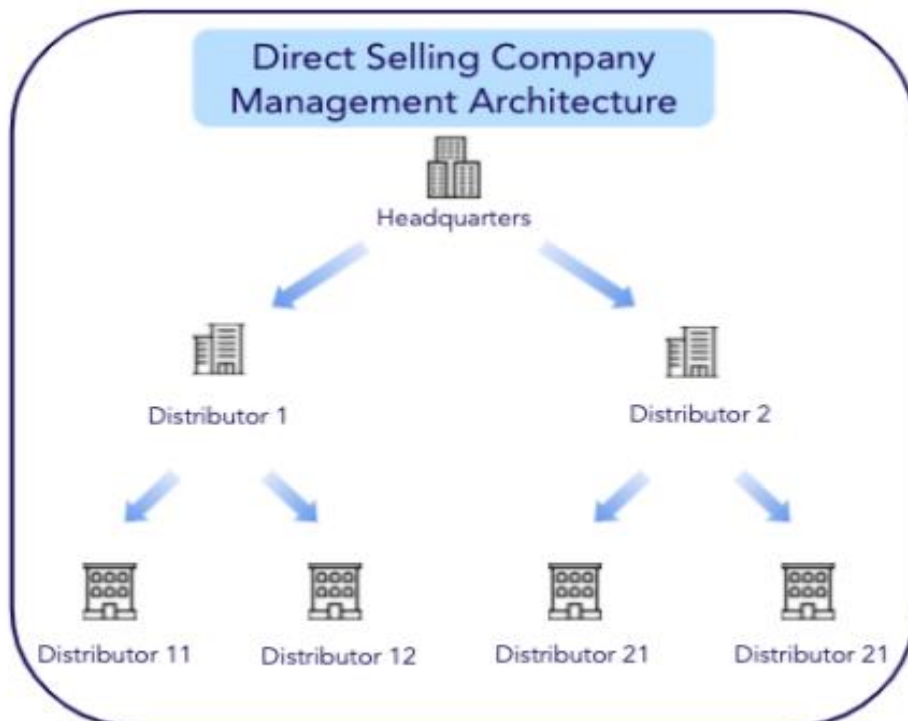 Direct Selling Company
Management Architecture
Headquarters
Distributor 1
Distributor 2
Distributor 11
Distributor 12
Distributor 21
Distributor 21